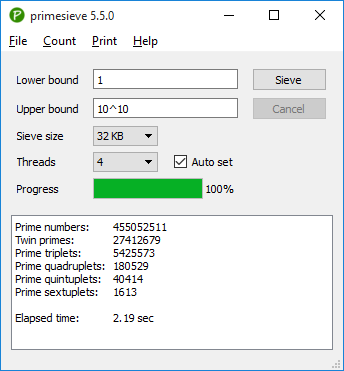 primesieve 5.5.0
File Count Print Help
Lower bound 1 Sieve
Upper bound 10^10 Cancel
Sieve size 32 KB
Threads 4 Auto set
Progress 100%
Prime numbers: 455052511
Twin primes: 27412679
Prime triplets: 5425573
Prime quadruplets: 180529
Prime quintuplets: 40414
Prime sextuplets: 1613
Elapsed time: 2.19 sec